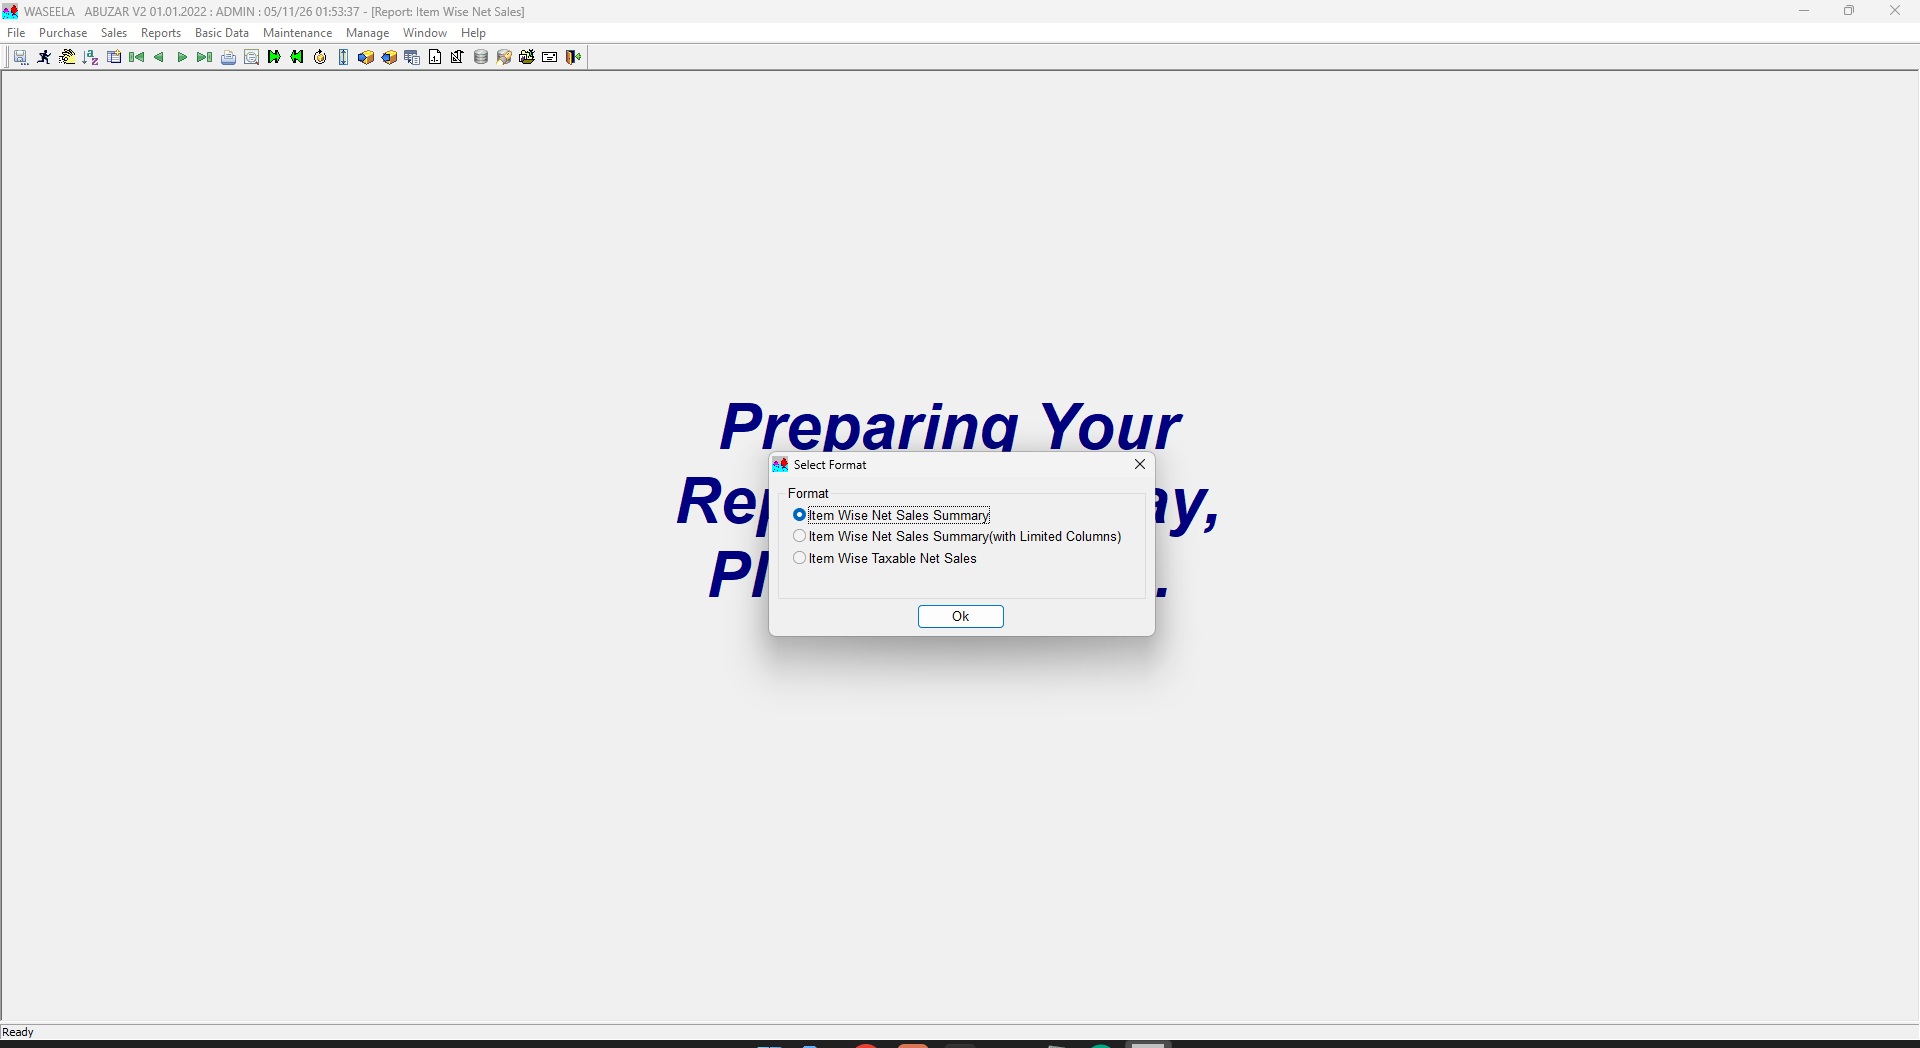 WASEELA   ABUZAR V2 01.01.2022 : ADMIN : 05/11/26 01:53:37 - [Report: Item Wise Net Sales]
File Purchase Sales Reports Basic Data Maintenance Manage Window Help
Preparing Your
Select Format
Format
Item Wise Net Sales Summary
Item Wise Net Sales Summary(with Limited Columns)
Item Wise Taxable Net Sales
Ok
Ready